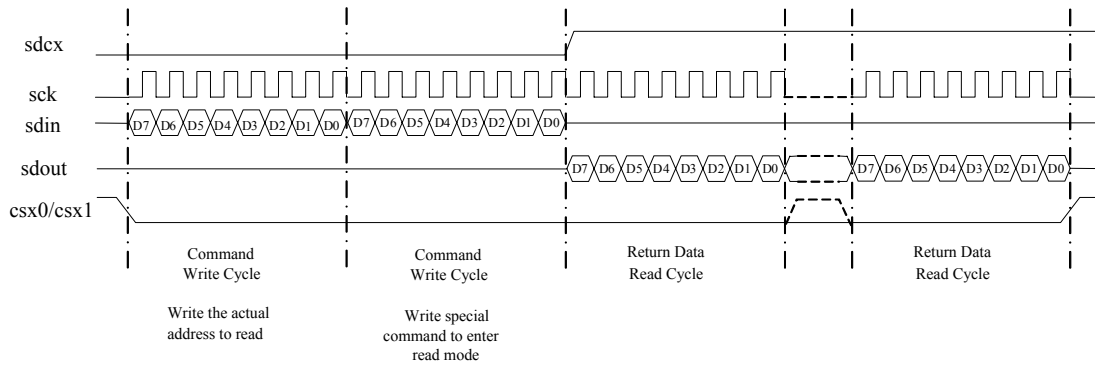 sdcx
sck
sdin
D7 D6 D5 D4 D3 D2 D1 D0 D7 D6 D5 D4 D3 D2 D1 D0
sdout
D7 D6 D5 D4 D3 D2 D1 D0 D7 D6 D5 D4 D3 D2 D1 D0
csx0/csx1
Command
Write Cycle
Write the actual
address to read
Command
Write Cycle
Write special
command to enter
read mode
Return Data
Read Cycle
Return Data
Read Cycle